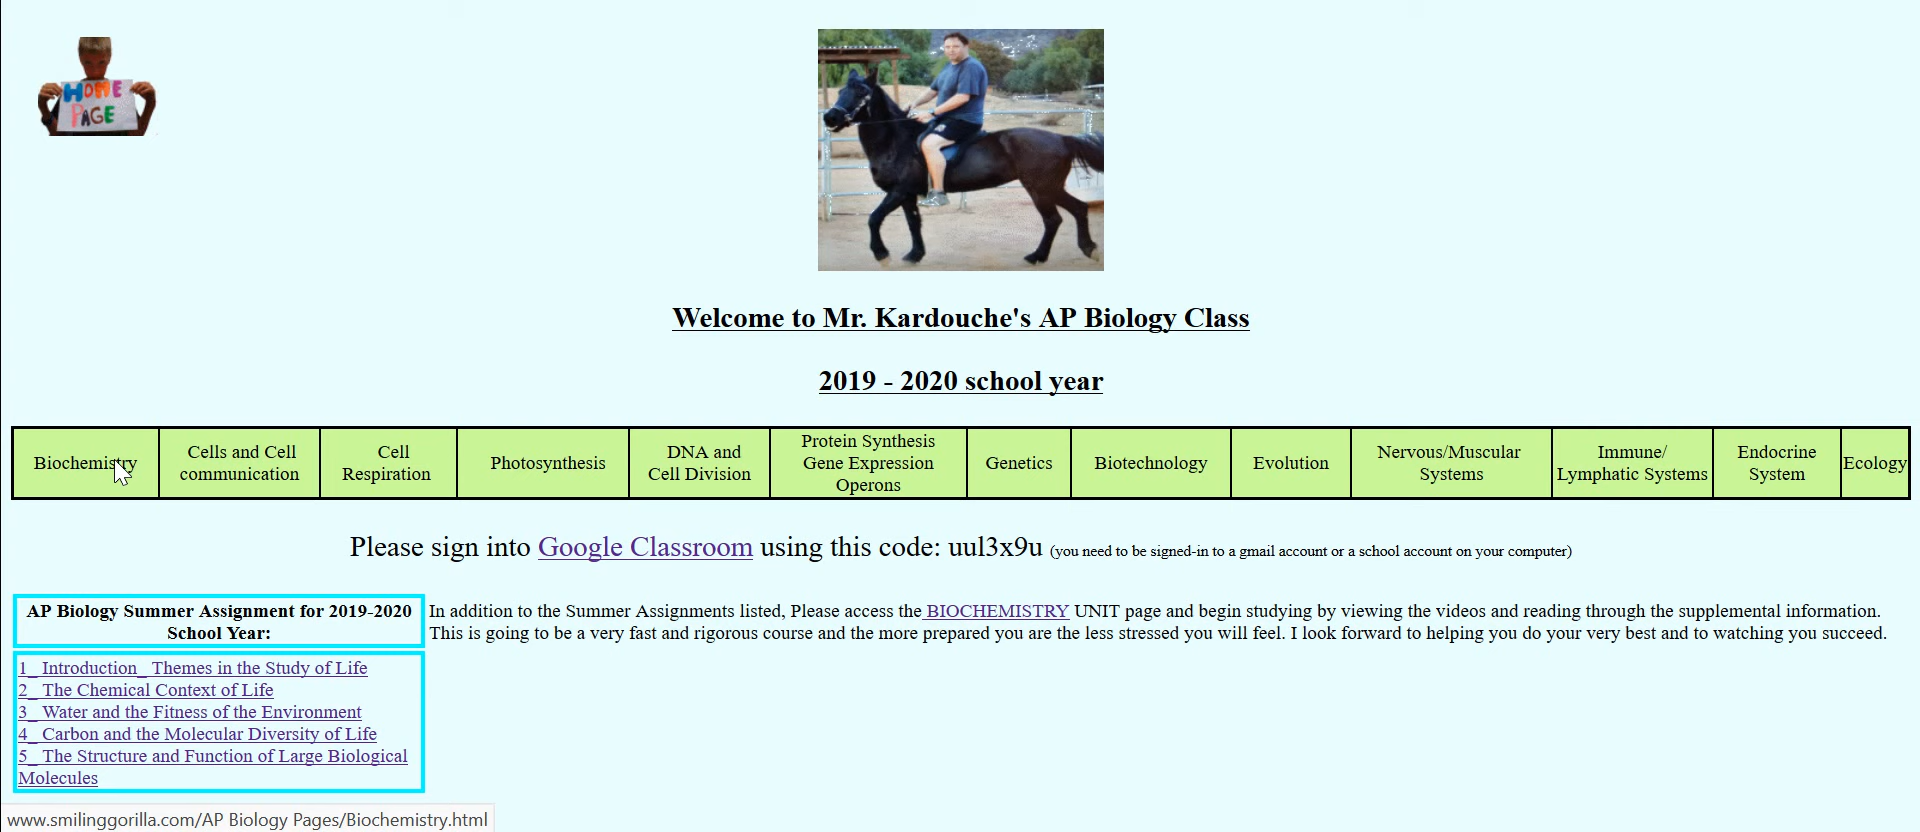 HOME
PAGE
Welcome to Mr. Kardouche's AP Biology Class
2019 - 2020 school year
Biochemistry
Cells and Cell
communication
Cell
Respiration
Photosynthesis
DNA and
Cell Division
Protein Synthesis
Gene Expression
Operons
Genetics
Biotechnology
Evolution
Nervous/Muscular
Systems
Immune/
Lymphatic Systems
Endocrine
System
Ecology
Please sign into Google Classroom using this code: uul3x9u (you need to be signed-in to a gmail account or a school account on your computer)
AP Biology Summer Assignment for 2019-2020
School Year:
In addition to the Summer Assignments listed, Please access the BIOCHEMISTRY UNIT page and begin studying by viewing the videos and reading through the supplemental information.
This is going to be a very fast and rigorous course and the more prepared you are the less stressed you will feel. I look forward to helping you do your very best and to watching you succeed.
1_ Introduction_ Themes in the Study of Life
2_ The Chemical Context of Life
3_ Water and the Fitness of the Environment
4_ Carbon and the Molecular Diversity of Life
5_ The Structure and Function of Large Biological
Molecules
www.smilinggorilla.com/AP Biology Pages/Biochemistry.html